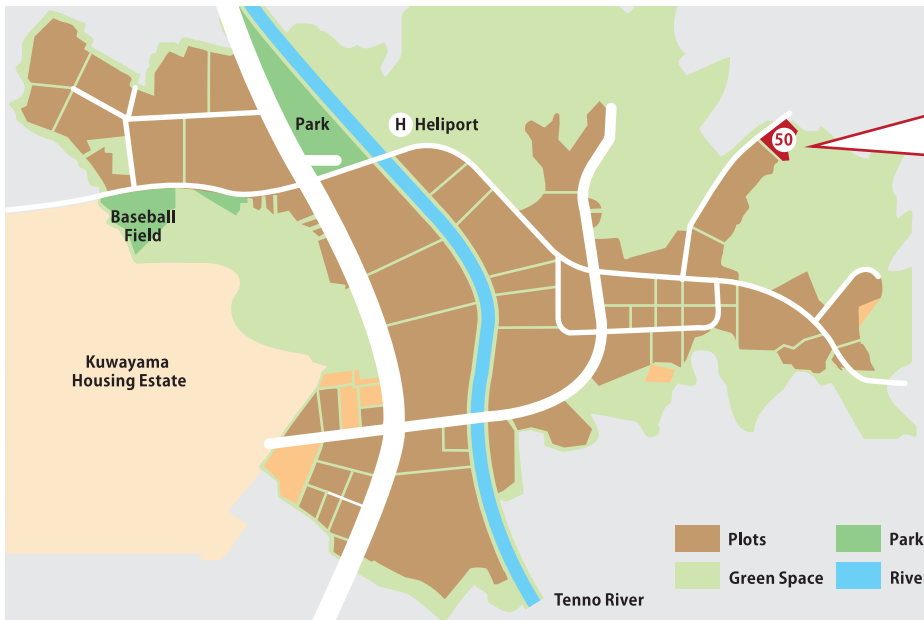 Park
H Heliport
50
Baseball
Field
Kuwayama
Housing Estate
Plots
Park
Green Space
Rive
Tenno River